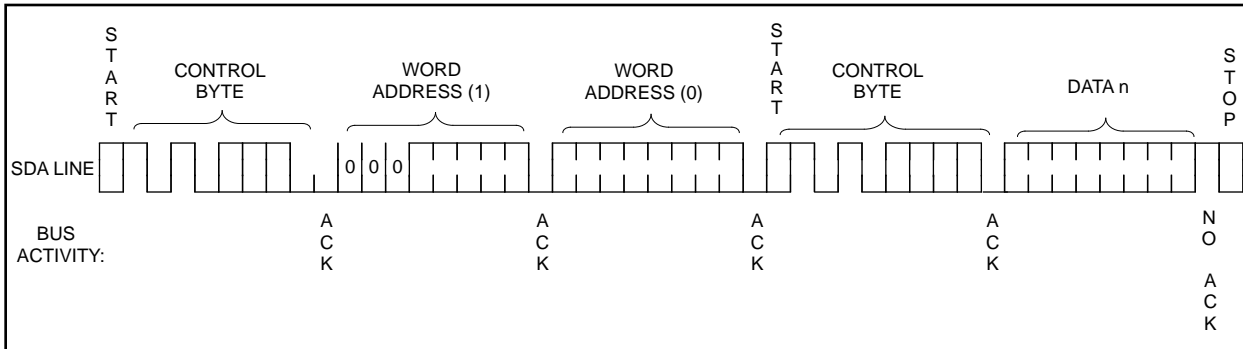 START
CONTROL
BYTE
WORD
ADDRESS (1)
WORD
ADDRESS (0)
START
CONTROL
BYTE
DATA n
STOP
SDA LINE
0 0 0
BUS
ACTIVITY:
ACK
ACK
ACK
ACK
NO ACK